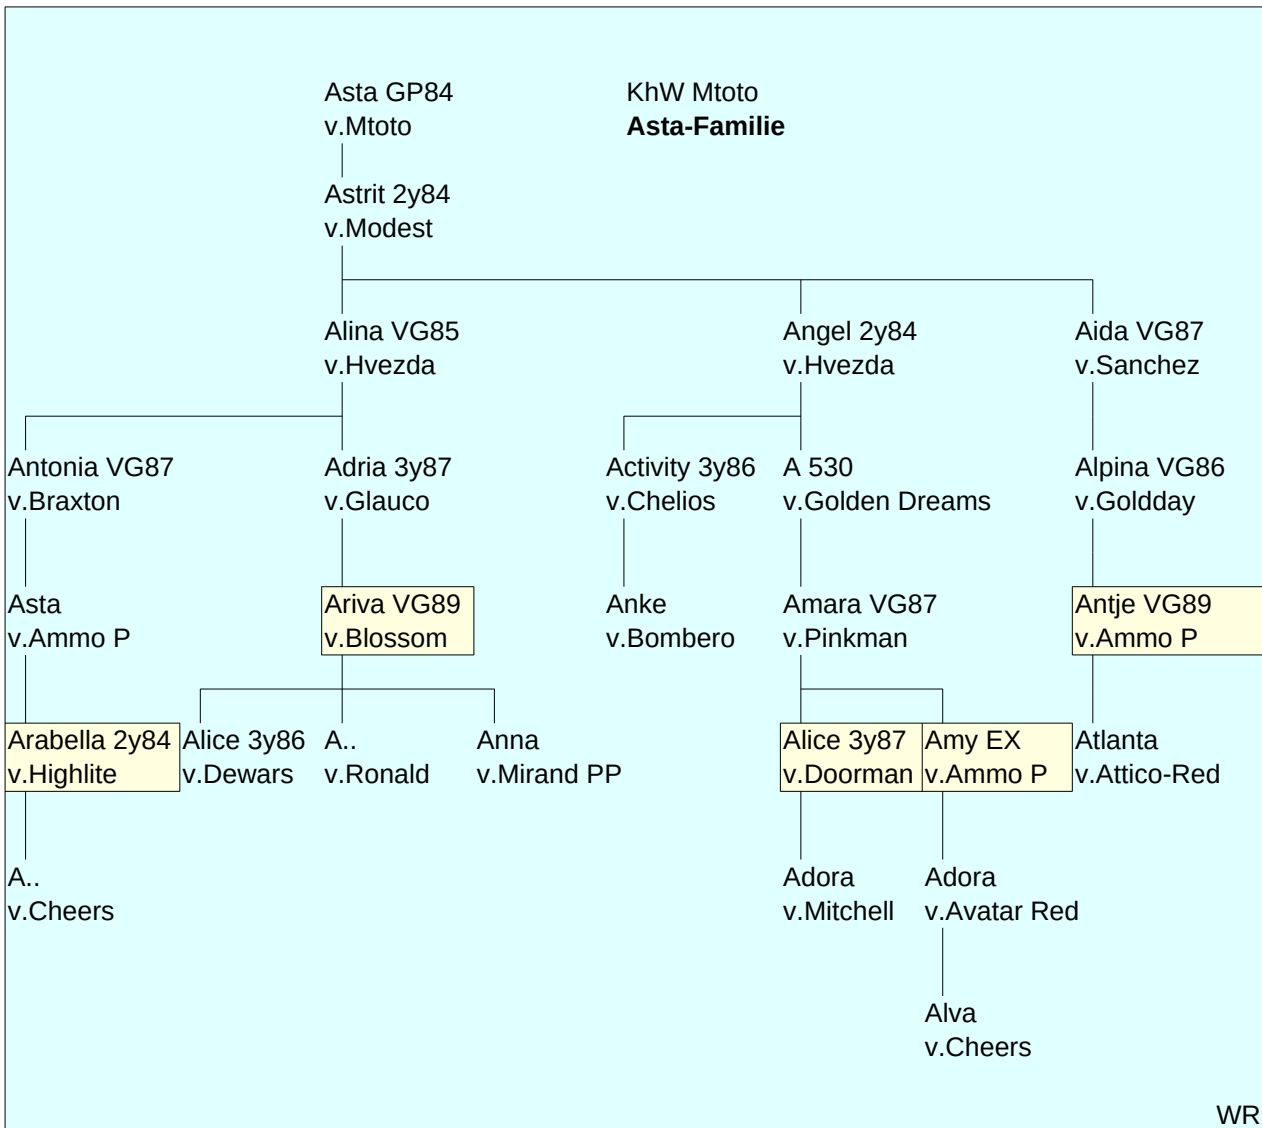 Asta GP84
v.Mtoto
KhW Mtoto
Asta-Familie
Astrit 2y84
v.Modest
Alina VG85
v.Hvezda
Angel 2y84
v.Hvezda
Aida VG87
v.Sanchez
Antonia VG87
v.Braxton
Adria 3y87
v.Glauco
Activity 3y86
v.Chelios
A 530
v.Golden Dreams
Alpina VG86
v.Goldday
Asta
v.Ammo P
Ariva VG89
v.Blossom
Anke
v.Bombero
Amara VG87
v.Pinkman
Antje VG89
v.Ammo P
Arabella 2y84
v.Highlite
Alice 3y86
v.Dewars
A..
v.Ronald
Anna
v.Mirand PP
Alice 3y87
v.Doorman
Amy EX
v.Ammo P
Atlanta
v.Attico-Red
A..
v.Cheers
Adora
v.Mitchell
Adora
v.Avatar Red
Alva
v.Cheers
WR